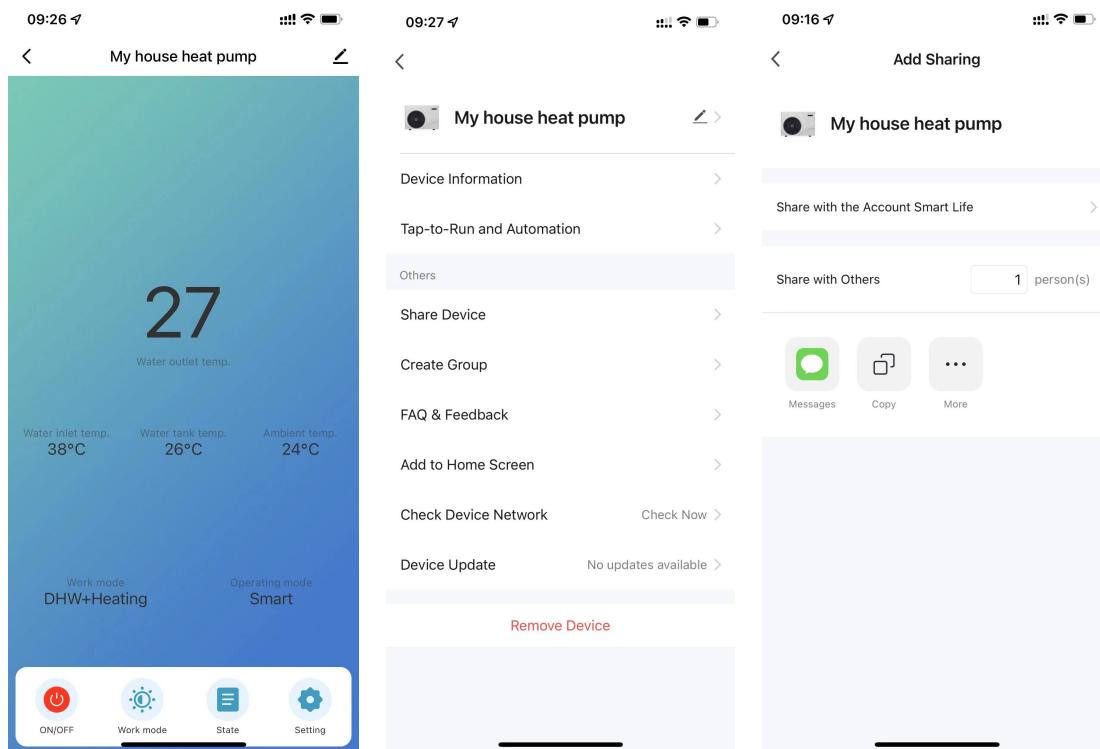 09:26
My house heat pump
27
Water outlet temp.
Water inlet temp. Water tank temp. Ambient temp.
38°C 26°C 24°C
Work mode Operating mode
DHW+Heating Smart
ON/OFF Work mode State Setting
09:27
My house heat pump
Device Information
Tap-to-Run and Automation
Others
Share Device
Create Group
FAQ & Feedback
Add to Home Screen
Check Device Network Check Now
Device Update No updates available
Remove Device
09:16
Add Sharing
My house heat pump
Share with the Account Smart Life
Share with Others 1 person(s)
Messages Copy More